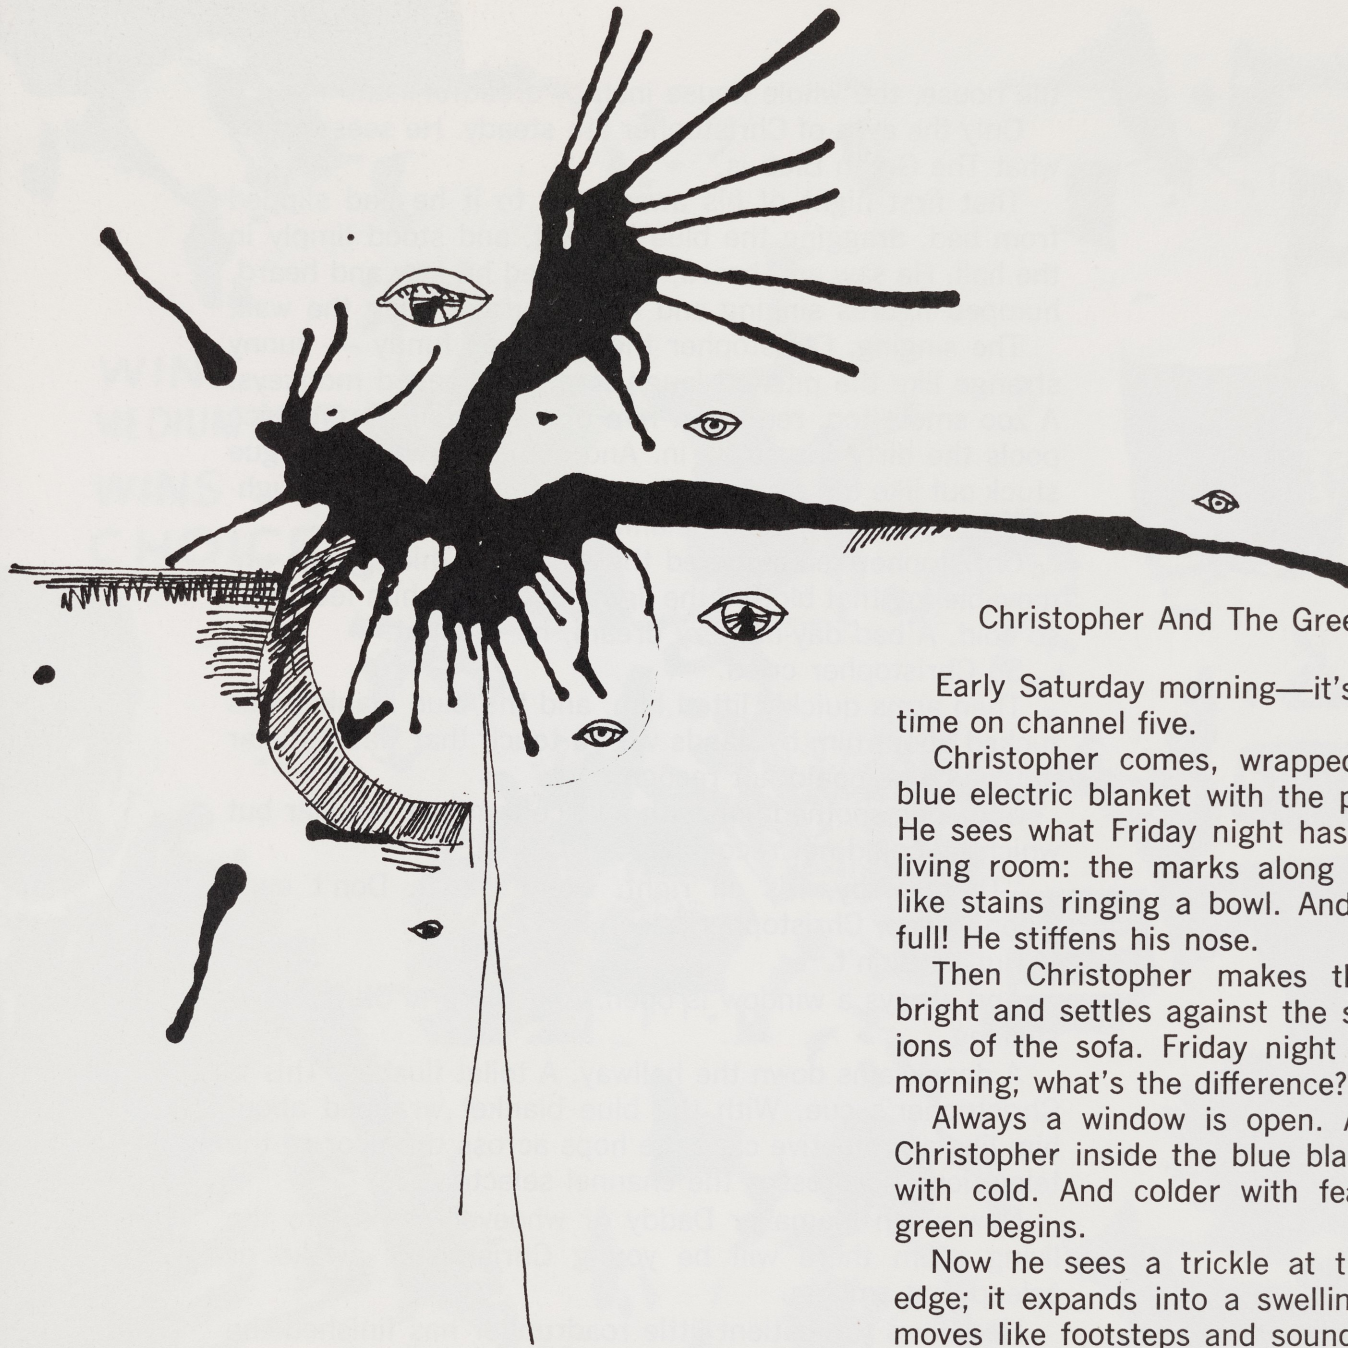 Christopher And The Gree
Early Saturday morning—it's
time on channel five.
Christopher comes, wrapped
blue electric blanket with the p
He sees what Friday night has
living room: the marks along
like stains ringing a bowl. And
full! He stiffens his nose.
Then Christopher makes th
bright and settles against the s
ions of the sofa. Friday night
morning; what's the difference?
Always a window is open. A
Christopher inside the blue bla
with cold. And colder with fea
green begins.
Now he sees a trickle at t
edge; it expands into a swellin
moves like footsteps and sound